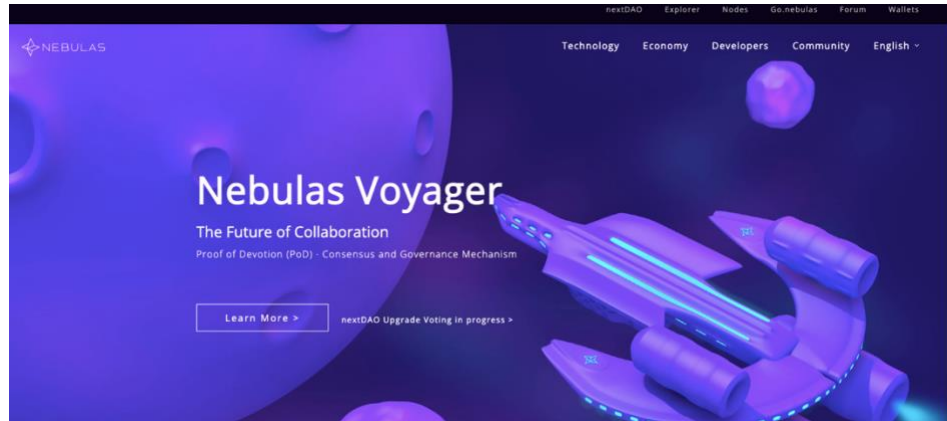 nextDAO Explorer Nodes Go.nebulas Forum Wallets
NEBULAS
Technology Economy Developers Community English
Nebulas Voyager
The Future of Collaboration
Proof of Devotion (PoD) · Consensus and Governance Mechanism
Learn More >
nextDAO Upgrade Voting in progress >